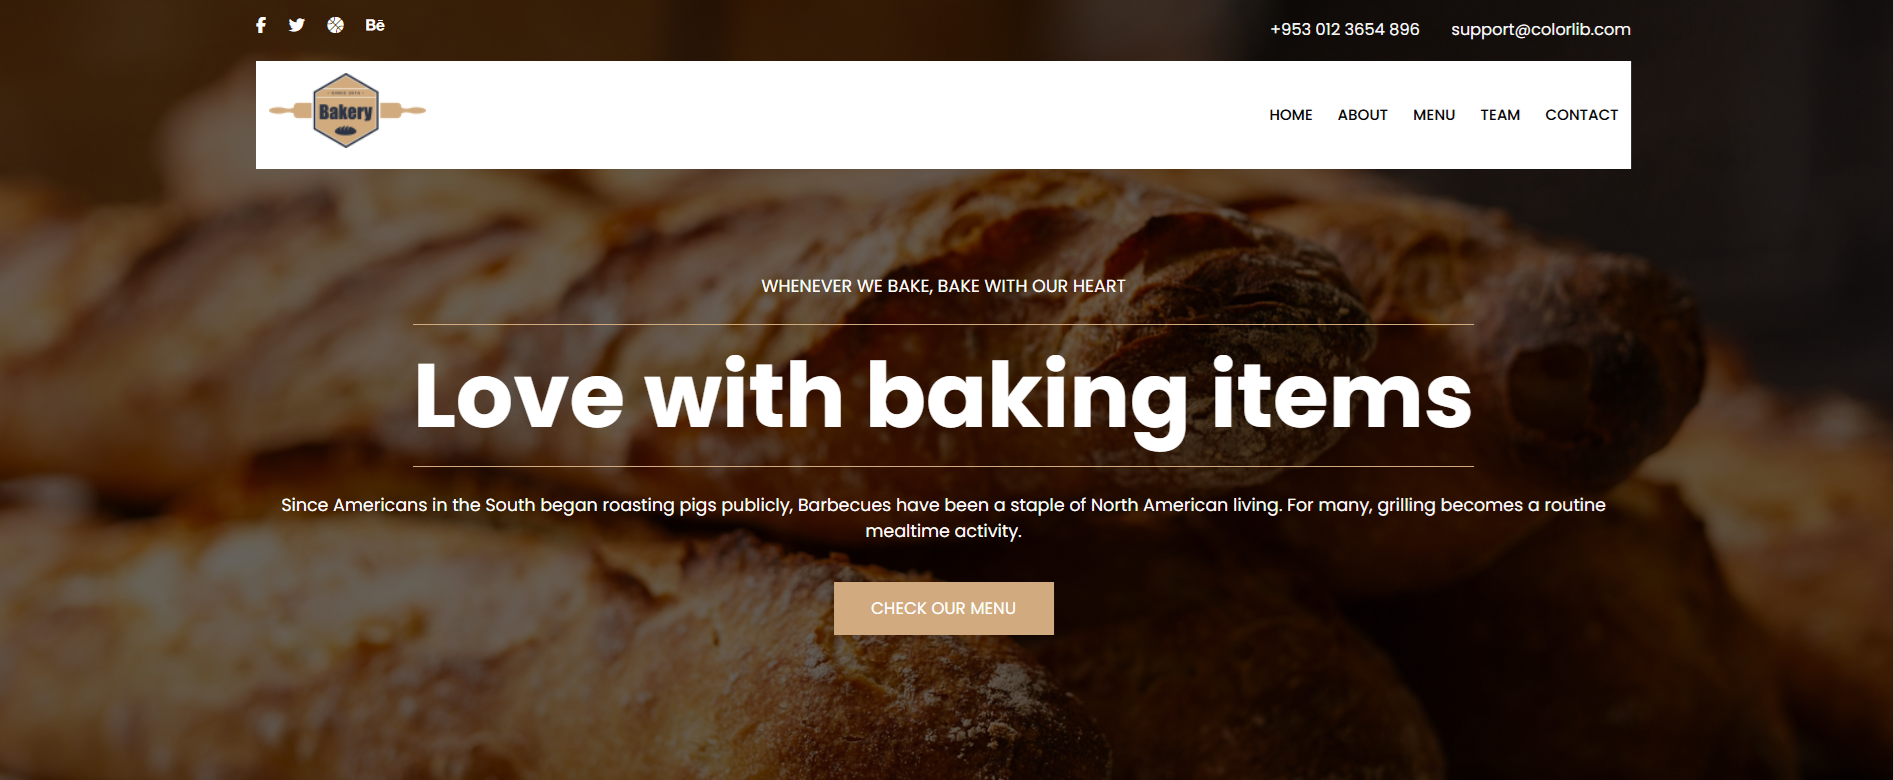 +953 012 3654 896 support@colorlib.com
Bakery
HOME ABOUT MENU TEAM CONTACT
WHENEVER WE BAKE, BAKE WITH OUR HEART
Love with baking items
Since Americans in the South began roasting pigs publicly, Barbecues have been a staple of North American living. For many, grilling becomes a routine
mealtime activity.
CHECK OUR MENU